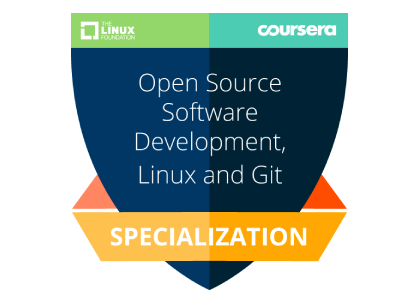 THE
LINUX
FOUNDATION
coursera
Open Source
Software
Development,
Linux and Git
SPECIALIZATION